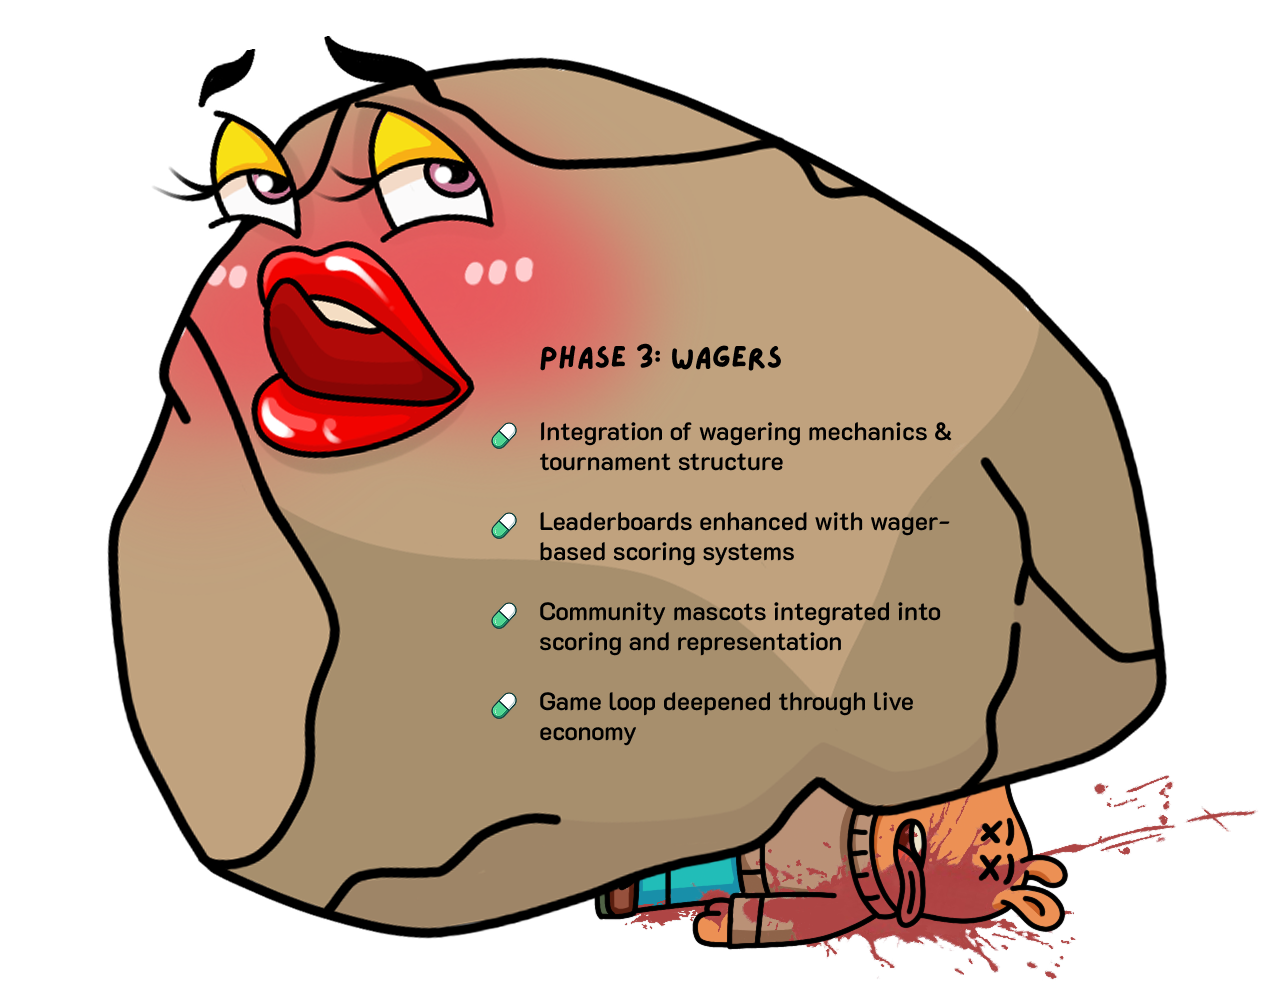 PHASE 3: WAGERS
Integration of wagering mechanics &
tournament structure
Leaderboards enhanced with wager-
based scoring systems
Community mascots integrated into
scoring and representation
Game loop deepened through live
economy